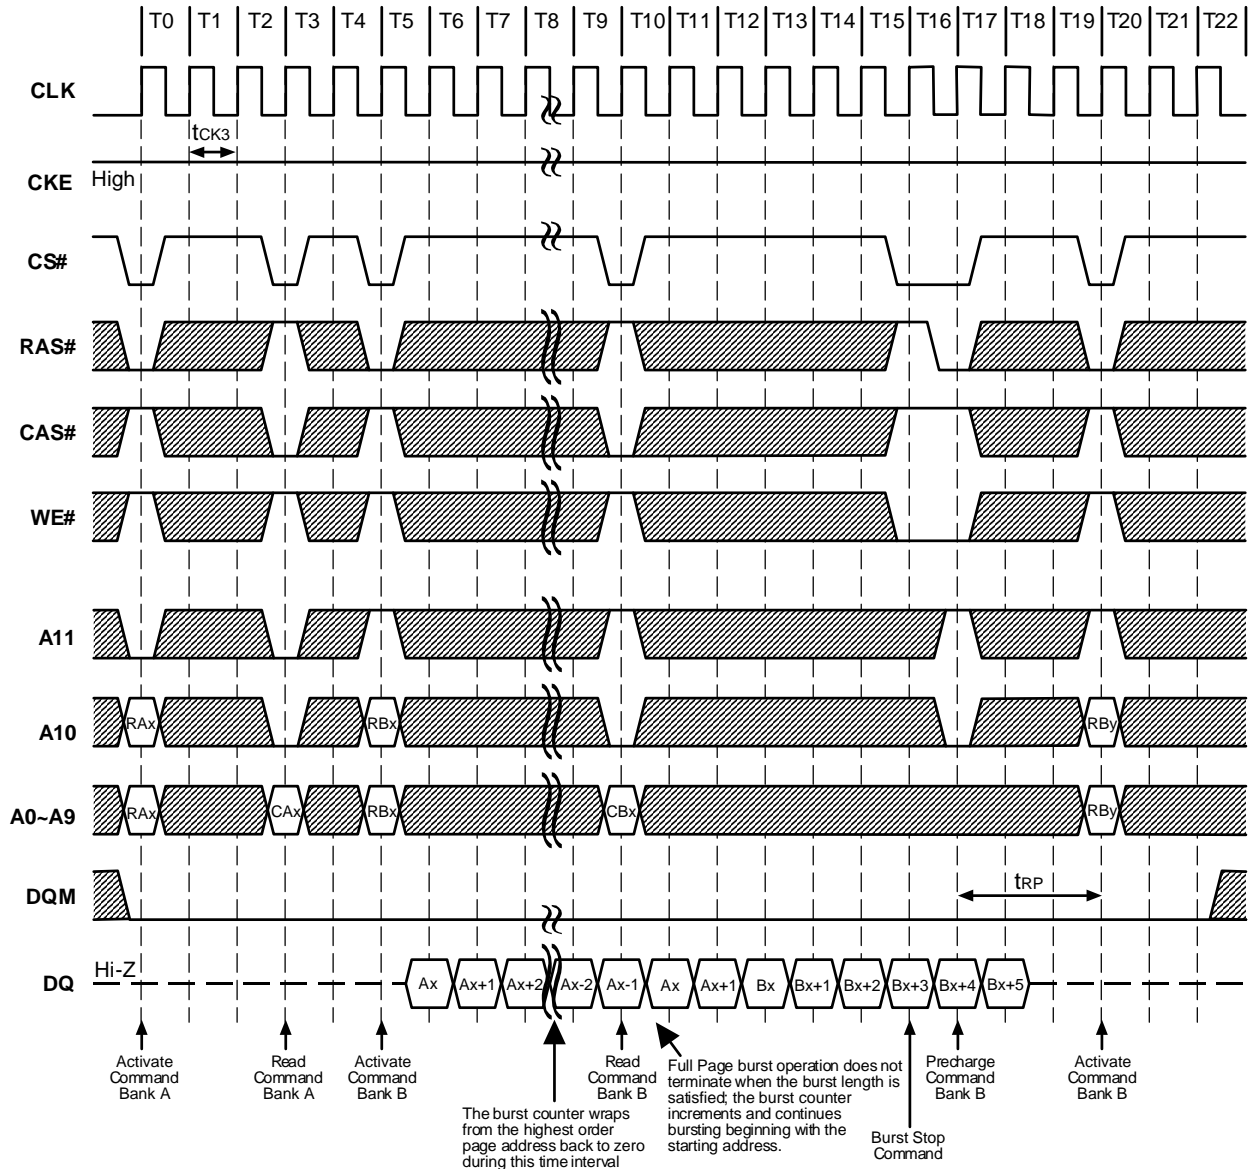 T0 T1 T2 T3 T4 T5 T6 T7 T8 T9 T10 T11 T12 T13 T14 T15 T16 T17 T18 T19 T20 T21 T22
CLK
tCK3
CKE High
CS#
RAS#
CAS#
WE#
A11
A10 RAx RBx RBy
A0~A9 RAx CAx RBx CBx RBy
DQM tRP
DQ Hi-Z Ax Ax+1 Ax+2 Ax-2 Ax-1 Ax Ax+1 Bx Bx+1 Bx+2 Bx+3 Bx+4 Bx+5
Activate
Command
Bank A
Read
Command
Bank A
Activate
Command
Bank B
The burst counter wraps
from the highest order
page address back to zero
during this time interval
Read
Command
Bank B
Full Page burst operation does not
terminate when the burst length is
satisfied; the burst counter
increments and continues
bursting beginning with the
starting address.
Burst Stop
Command
Precharge
Command
Bank B
Activate
Command
Bank B